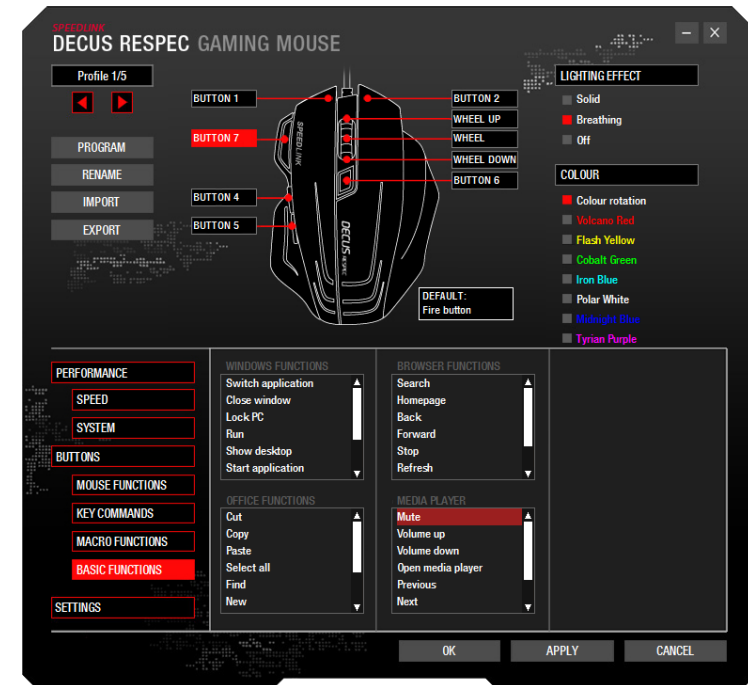 SPEEDLINK
DECUS RESPEC GAMING MOUSE
Profile 1/5
PROGRAM
RENAME
IMPORT
EXPORT
BUTTON 1
BUTTON 7
BUTTON 4
BUTTON 5
BUTTON 2
WHEEL UP
WHEEL
WHEEL DOWN
BUTTON 6
SPEEDLINK
DECUS RESPEC
DEFAULT:
Fire button
LIGHTING EFFECT
Solid
Breathing
Off
COLOUR
Colour rotation
Volcano Red
Flash Yellow
Cobalt Green
Iron Blue
Polar White
Midnight Blue
Tyrian Purple
PERFORMANCE
SPEED
SYSTEM
BUTTONS
MOUSE FUNCTIONS
KEY COMMANDS
MACRO FUNCTIONS
BASIC FUNCTIONS
SETTINGS
WINDOWS FUNCTIONS
Switch application
Close window
Lock PC
Run
Show desktop
Start application
BROWSER FUNCTIONS
Search
Homepage
Back
Forward
Stop
Refresh
OFFICE FUNCTIONS
Cut
Copy
Paste
Select all
Find
New
MEDIA PLAYER
Mute
Volume up
Volume down
Open media player
Previous
Next
OK
APPLY
CANCEL